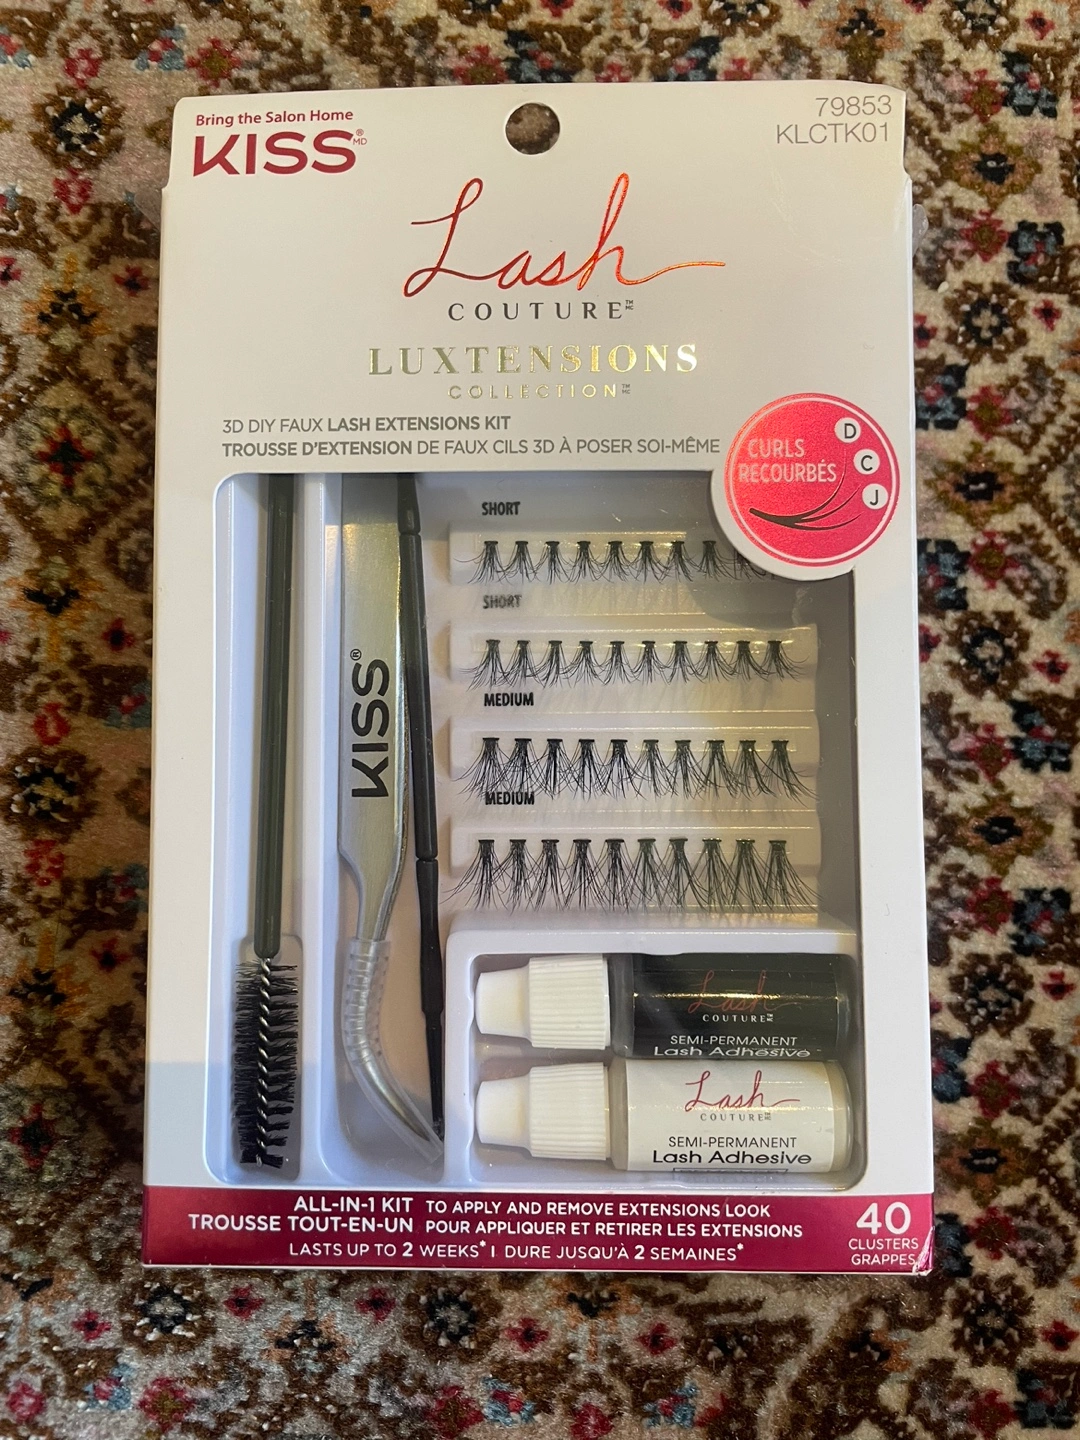 Bring the Salon Home
KISS®MD
79853
KLCTK01
Lash
COUTURE™MC
LUXTENSIONS
COLLECTION™MC
3D DIY FAUX LASH EXTENSIONS KIT
TROUSSE D'EXTENSION DE FAUX CILS 3D À POSER SOI-MÊME
CURLS
RECOURBÉS
D
C
J
SHORT
SHORT
MEDIUM
MEDIUM
KISS®
Lash
COUTURE
SEMI-PERMANENT
Lash Adhesive
Lash
COUTURE
SEMI-PERMANENT
Lash Adhesive
ALL-IN-1 KIT TO APPLY AND REMOVE EXTENSIONS LOOK
TROUSSE TOUT-EN-UN POUR APPLIQUER ET RETIRER LES EXTENSIONS
LASTS UP TO 2 WEEKS* | DURE JUSQU'À 2 SEMAINES*
40
CLUSTERS
GRAPPES